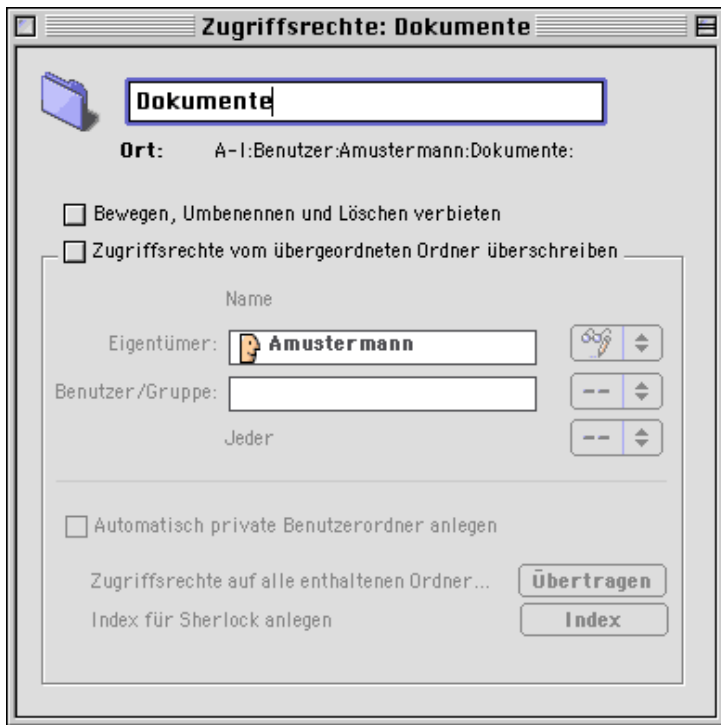 Zugriffsrechte: Dokumente
Dokumente
Ort: A-I:Benutzer:Amustermann:Dokumente:
Bewegen, Umbenennen und Löschen verbieten
Zugriffsrechte vom übergeordneten Ordner überschreiben
Name
Eigentümer: Amustermann
Benutzer/Gruppe: --
Jeder --
Automatisch private Benutzerordner anlegen
Zugriffsrechte auf alle enthaltenen Ordner... Übertragen
Index für Sherlock anlegen Index